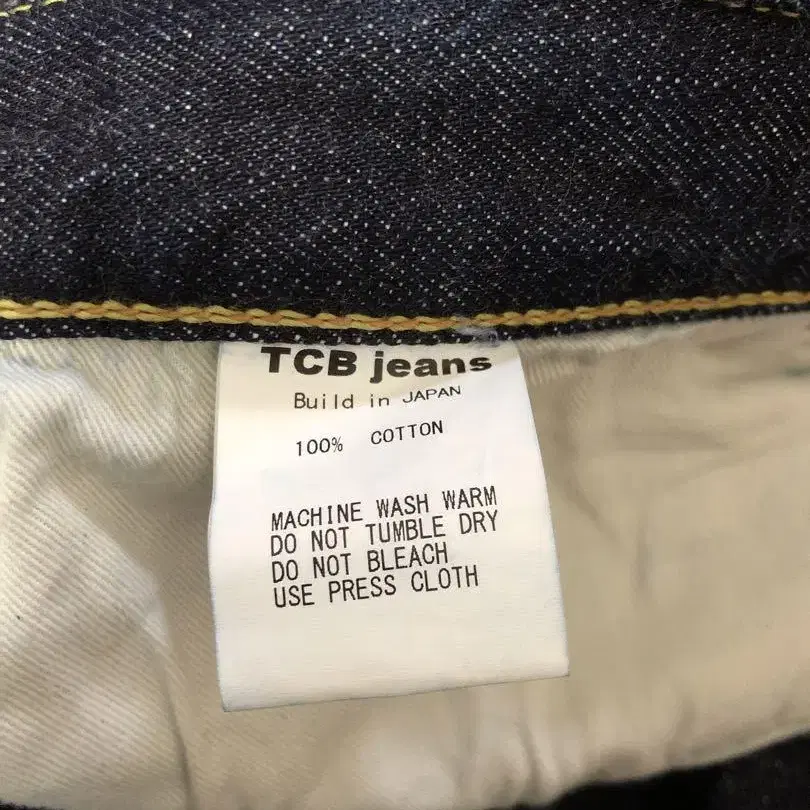 TCB jeans
Build in JAPAN
100% COTTON
MACHINE WASH WARM
DO NOT TUMBLE DRY
DO NOT BLEACH
USE PRESS CLOTH